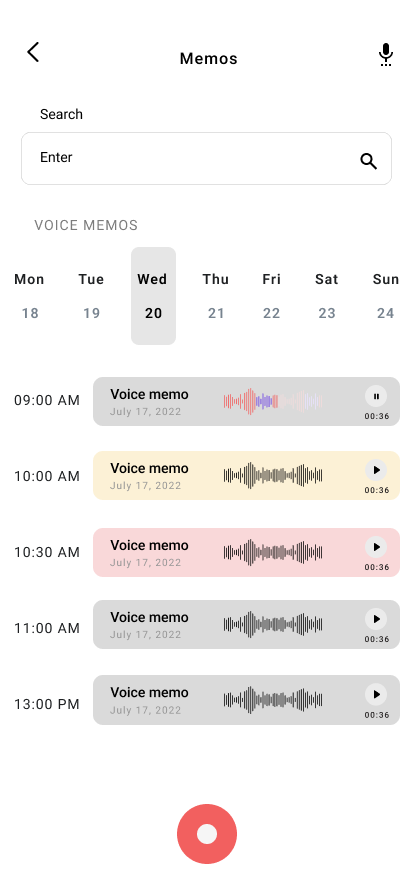 Memos
Search
Enter
VOICE MEMOS
Mon Tue Wed Thu Fri Sat Sun
18 19 20 21 22 23 24
09:00 AM Voice memo
July 17, 2022
00:36
10:00 AM Voice memo
July 17, 2022
00:36
10:30 AM Voice memo
July 17, 2022
00:36
11:00 AM Voice memo
July 17, 2022
00:36
13:00 PM Voice memo
July 17, 2022
00:36